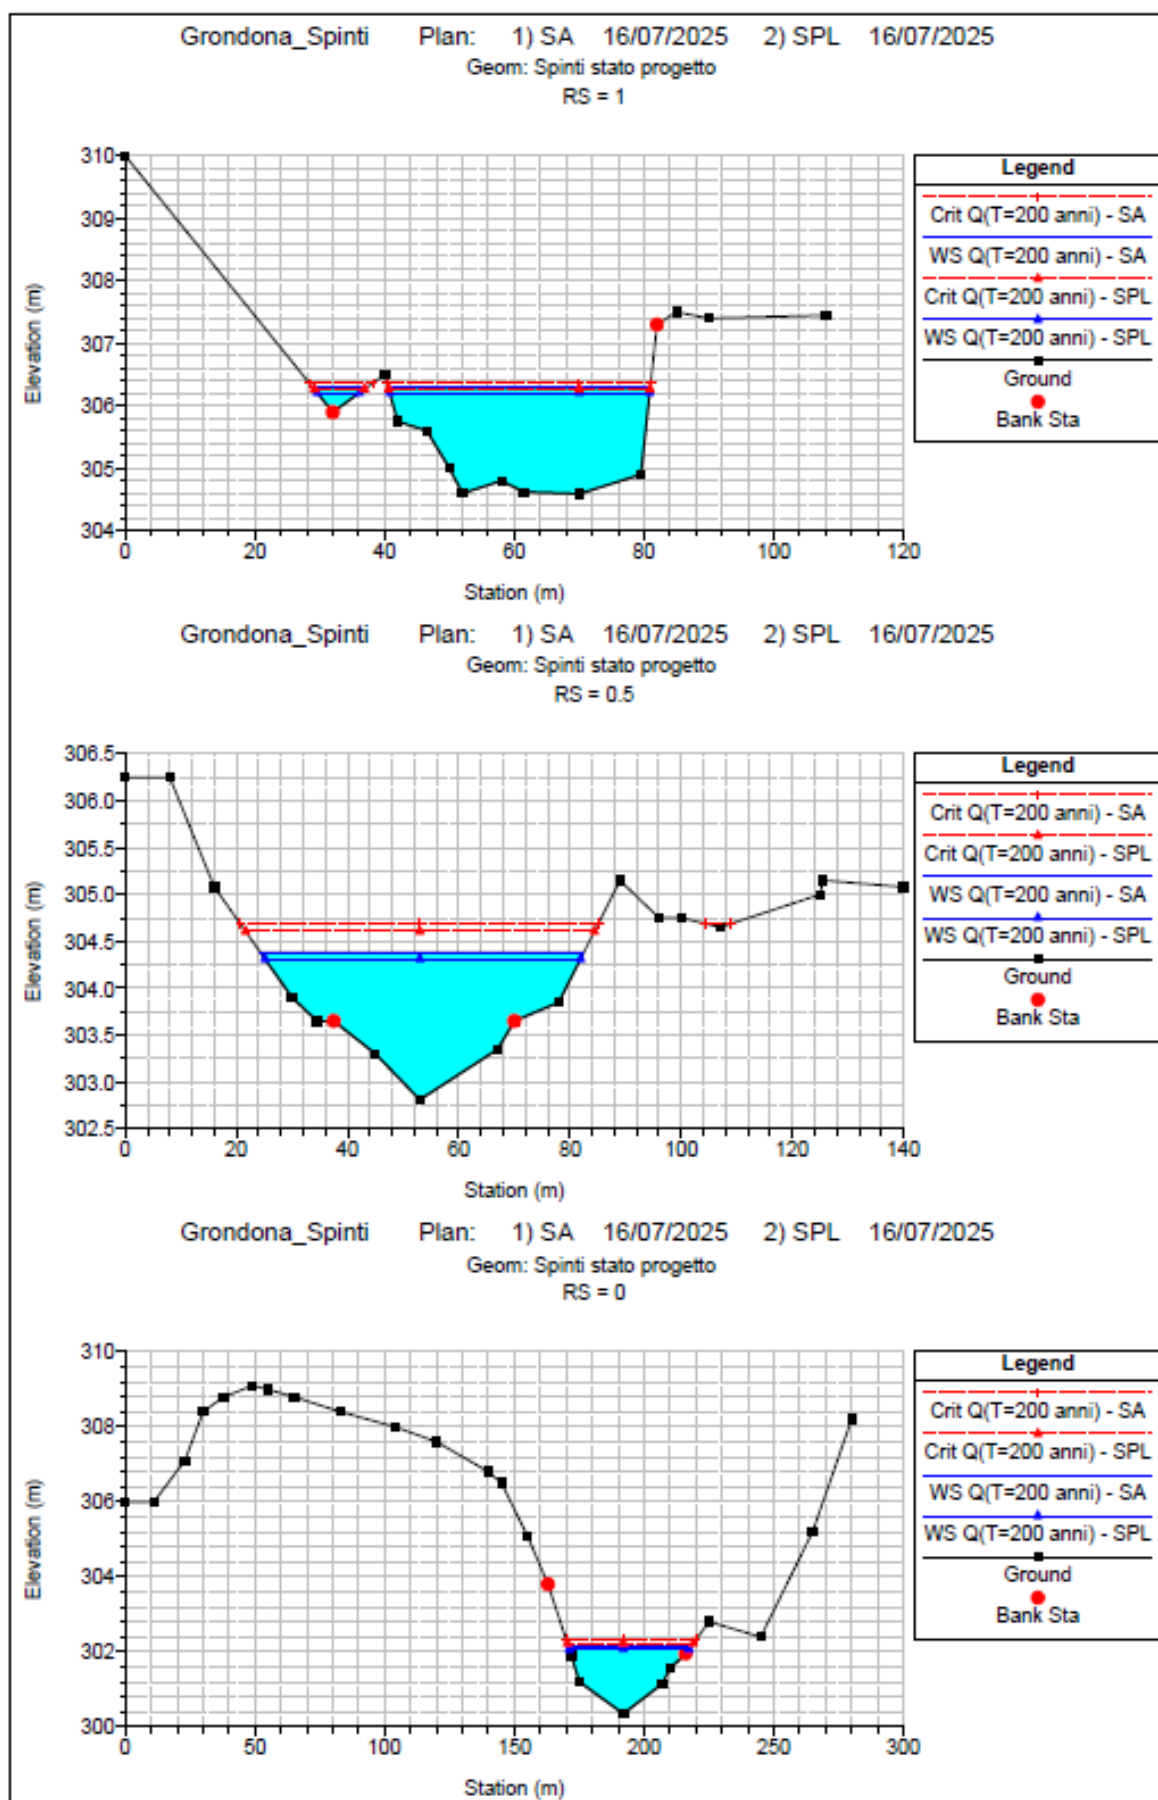 Grondona_Spinti Plan: 1) SA 16/07/2025 2) SPL 16/07/2025
Geom: Spinti stato progetto
RS = 1
310
309
308
307
306
305
304
Elevation (m)
0 20 40 60 80 100 120
Station (m)
Legend
Crit Q(T=200 anni) - SA
WS Q(T=200 anni) - SA
Crit Q(T=200 anni) - SPL
WS Q(T=200 anni) - SPL
Ground
Bank Sta
Grondona_Spinti Plan: 1) SA 16/07/2025 2) SPL 16/07/2025
Geom: Spinti stato progetto
RS = 0.5
306.5
306.0
305.5
305.0
304.5
304.0
303.5
303.0
302.5
Elevation (m)
0 20 40 60 80 100 120 140
Station (m)
Legend
Crit Q(T=200 anni) - SA
Crit Q(T=200 anni) - SPL
WS Q(T=200 anni) - SA
WS Q(T=200 anni) - SPL
Ground
Bank Sta
Grondona_Spinti Plan: 1) SA 16/07/2025 2) SPL 16/07/2025
Geom: Spinti stato progetto
RS = 0
310
308
306
304
302
300
Elevation (m)
0 50 100 150 200 250 300
Station (m)
Legend
Crit Q(T=200 anni) - SA
Crit Q(T=200 anni) - SPL
WS Q(T=200 anni) - SA
WS Q(T=200 anni) - SPL
Ground
Bank Sta